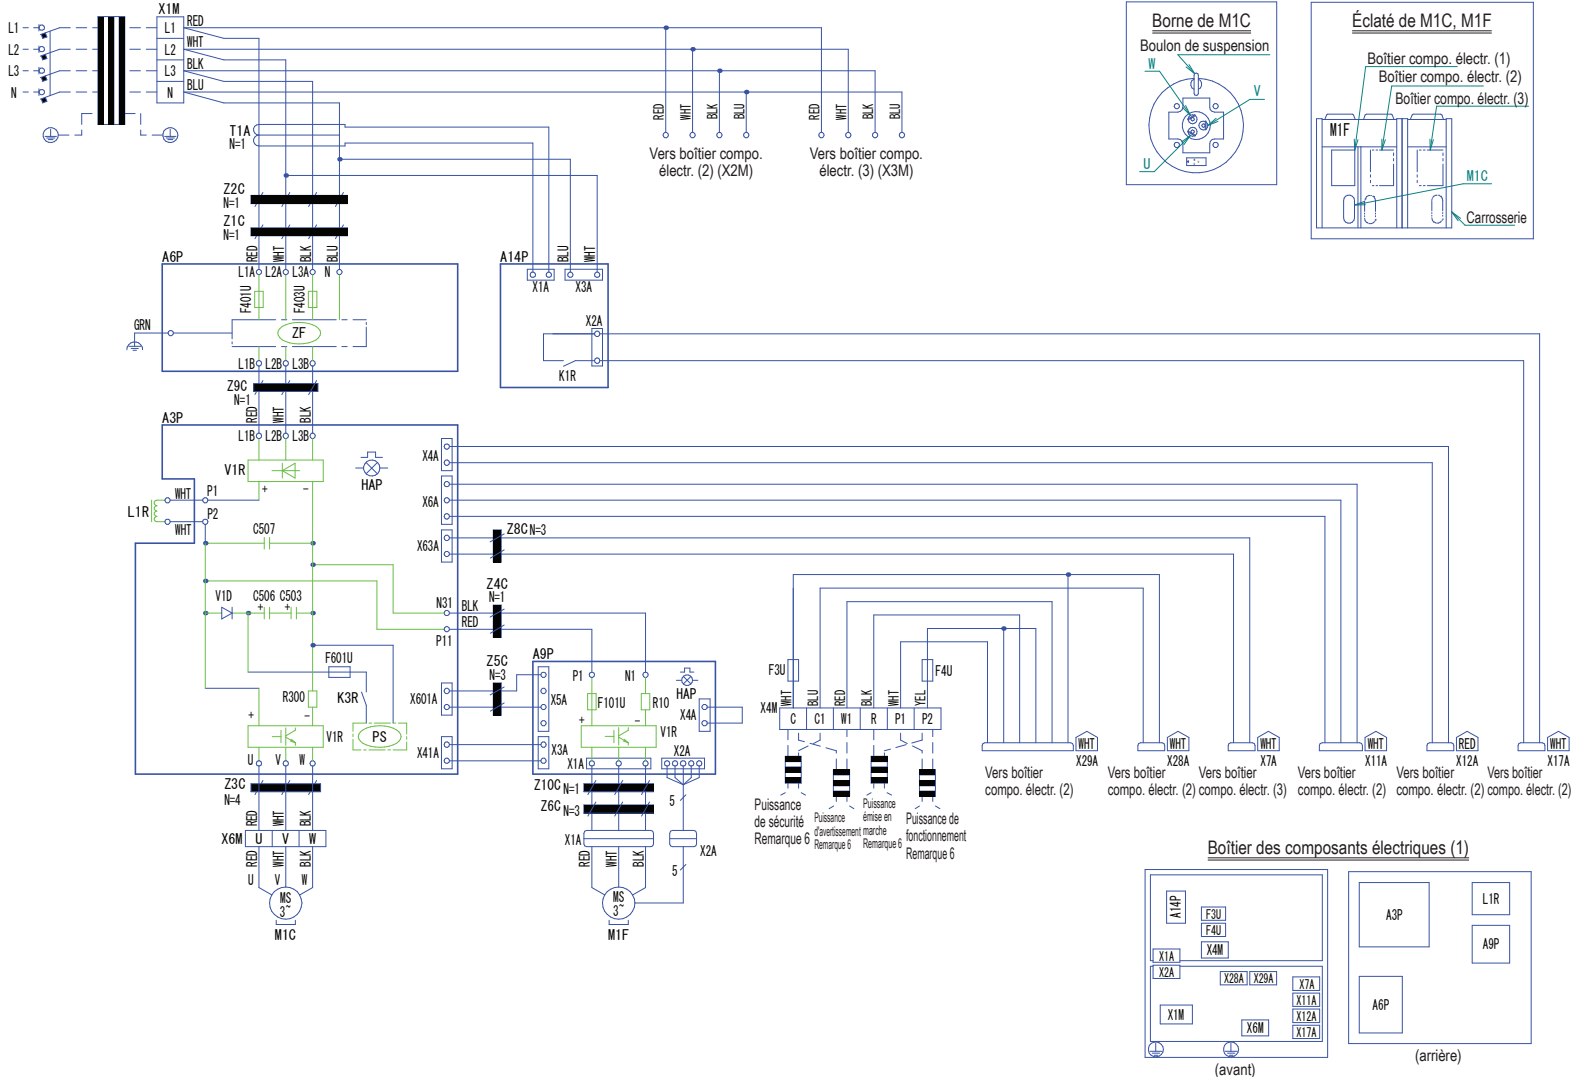 X1M
L1
L2
L3
N
L1
L2
L3
N
RED
WHT
BLK
BLU
T1A
N=1
RED
WHT
BLK
BLU
Vers boîtier compo.
électr. (2) (X2M)
RED
WHT
BLK
BLU
Vers boîtier compo.
électr. (3) (X3M)
Borne de M1C
Boulon de suspension
W
V
U
Éclaté de M1C, M1F
Boîtier compo. électr. (1)
Boîtier compo. électr. (2)
Boîtier compo. électr. (3)
M1F
M1C
Carrosserie
Z2C
N=1
Z1C
N=1
RED
WHT
BLK
BLU
A6P
L1A
L2A
L3A
N
F401U
F403U
ZF
GRN
L1B
L2B
L3B
Z9C
N=1
RED
WHT
BLK
A14P
BLU
WHT
X1A
X3A
X2A
K1R
A3P
L1B
L2B
L3B
V1R
+
−
HAP
L1R
WHT
P1
WHT
P2
C507
V1D
C506
+
C503
+
F601U
R300
K3R
PS
+
−
V1R
U
V
W
X4A
X6A
X63A
N31
P11
X601A
X41A
Z8C N=3
Z4C
N=1
BLK
RED
Z5C
N=3
A9P
P1
N1
HAP
X5A
F101U
R10
X4A
+
−
V1R
X3A
X1A
X2A
Z3C
N=4
RED
WHT
BLK
X6M
U
V
W
RED
WHT
BLK
U
V
W
MS
3~
M1C
Z10C
N=1
Z6C
N=3
X1A
5
X2A
RED
WHT
BLK
5
MS
3~
M1F
F3U
F4U
WHT
BLU
RED
BLK
WHT
YEL
X4M
C
C1
W1
R
P1
P2
Puissance
de sécurité
Remarque 6
Puissance
d'avertissement
Remarque 6
Puissance
émise en
marche
Remarque 6
Puissance de
fonctionnement
Remarque 6
WHT
X29A
Vers boîtier
compo. électr. (2)
WHT
X28A
Vers boîtier
compo. électr. (2)
WHT
X7A
Vers boîtier
compo. électr. (3)
WHT
X11A
Vers boîtier
compo. électr. (2)
RED
X12A
Vers boîtier
compo. électr. (2)
WHT
X17A
Vers boîtier
compo. électr. (2)
Boîtier des composants électriques (1)
A14P
F3U
F4U
X4M
X1A
X2A
X28A
X29A
X7A
X11A
X12A
X17A
X1M
X6M
(avant)
A3P
L1R
A9P
A6P
(arrière)